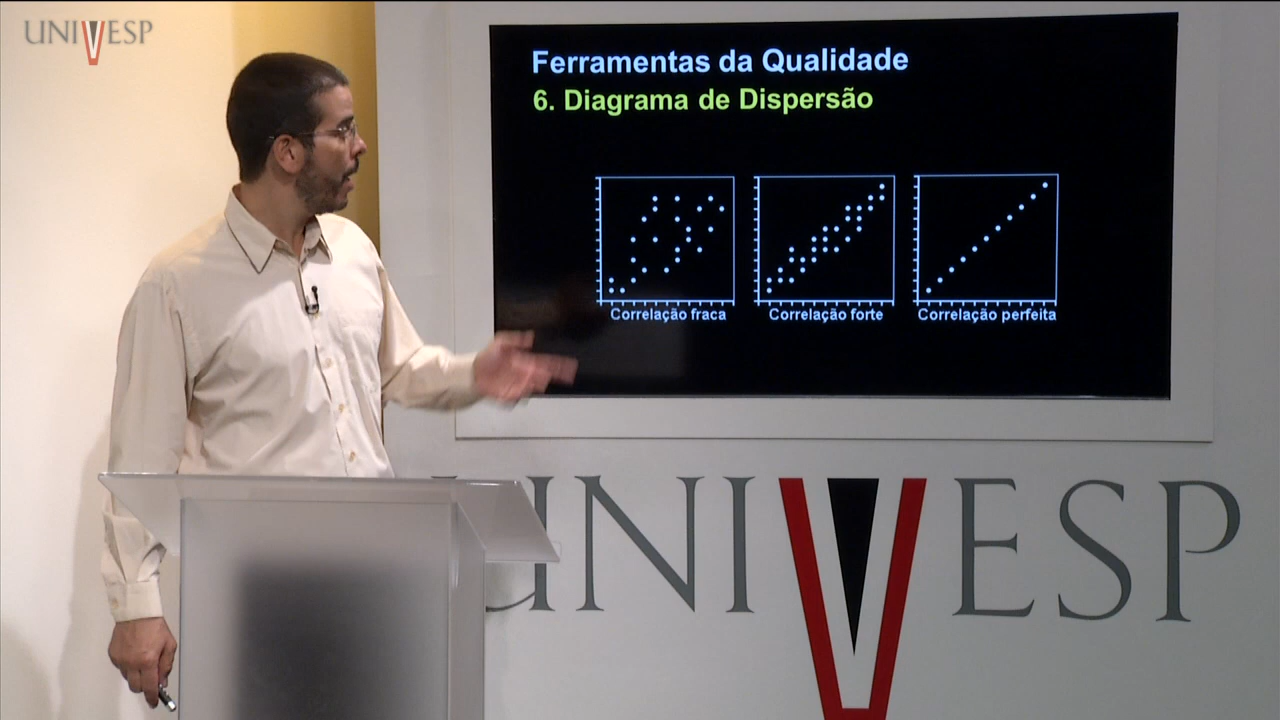 UNIVESP
Ferramentas da Qualidade
6. Diagrama de Dispersão
Correlação fraca
Correlação forte
Correlação perfeita
UNIVESP